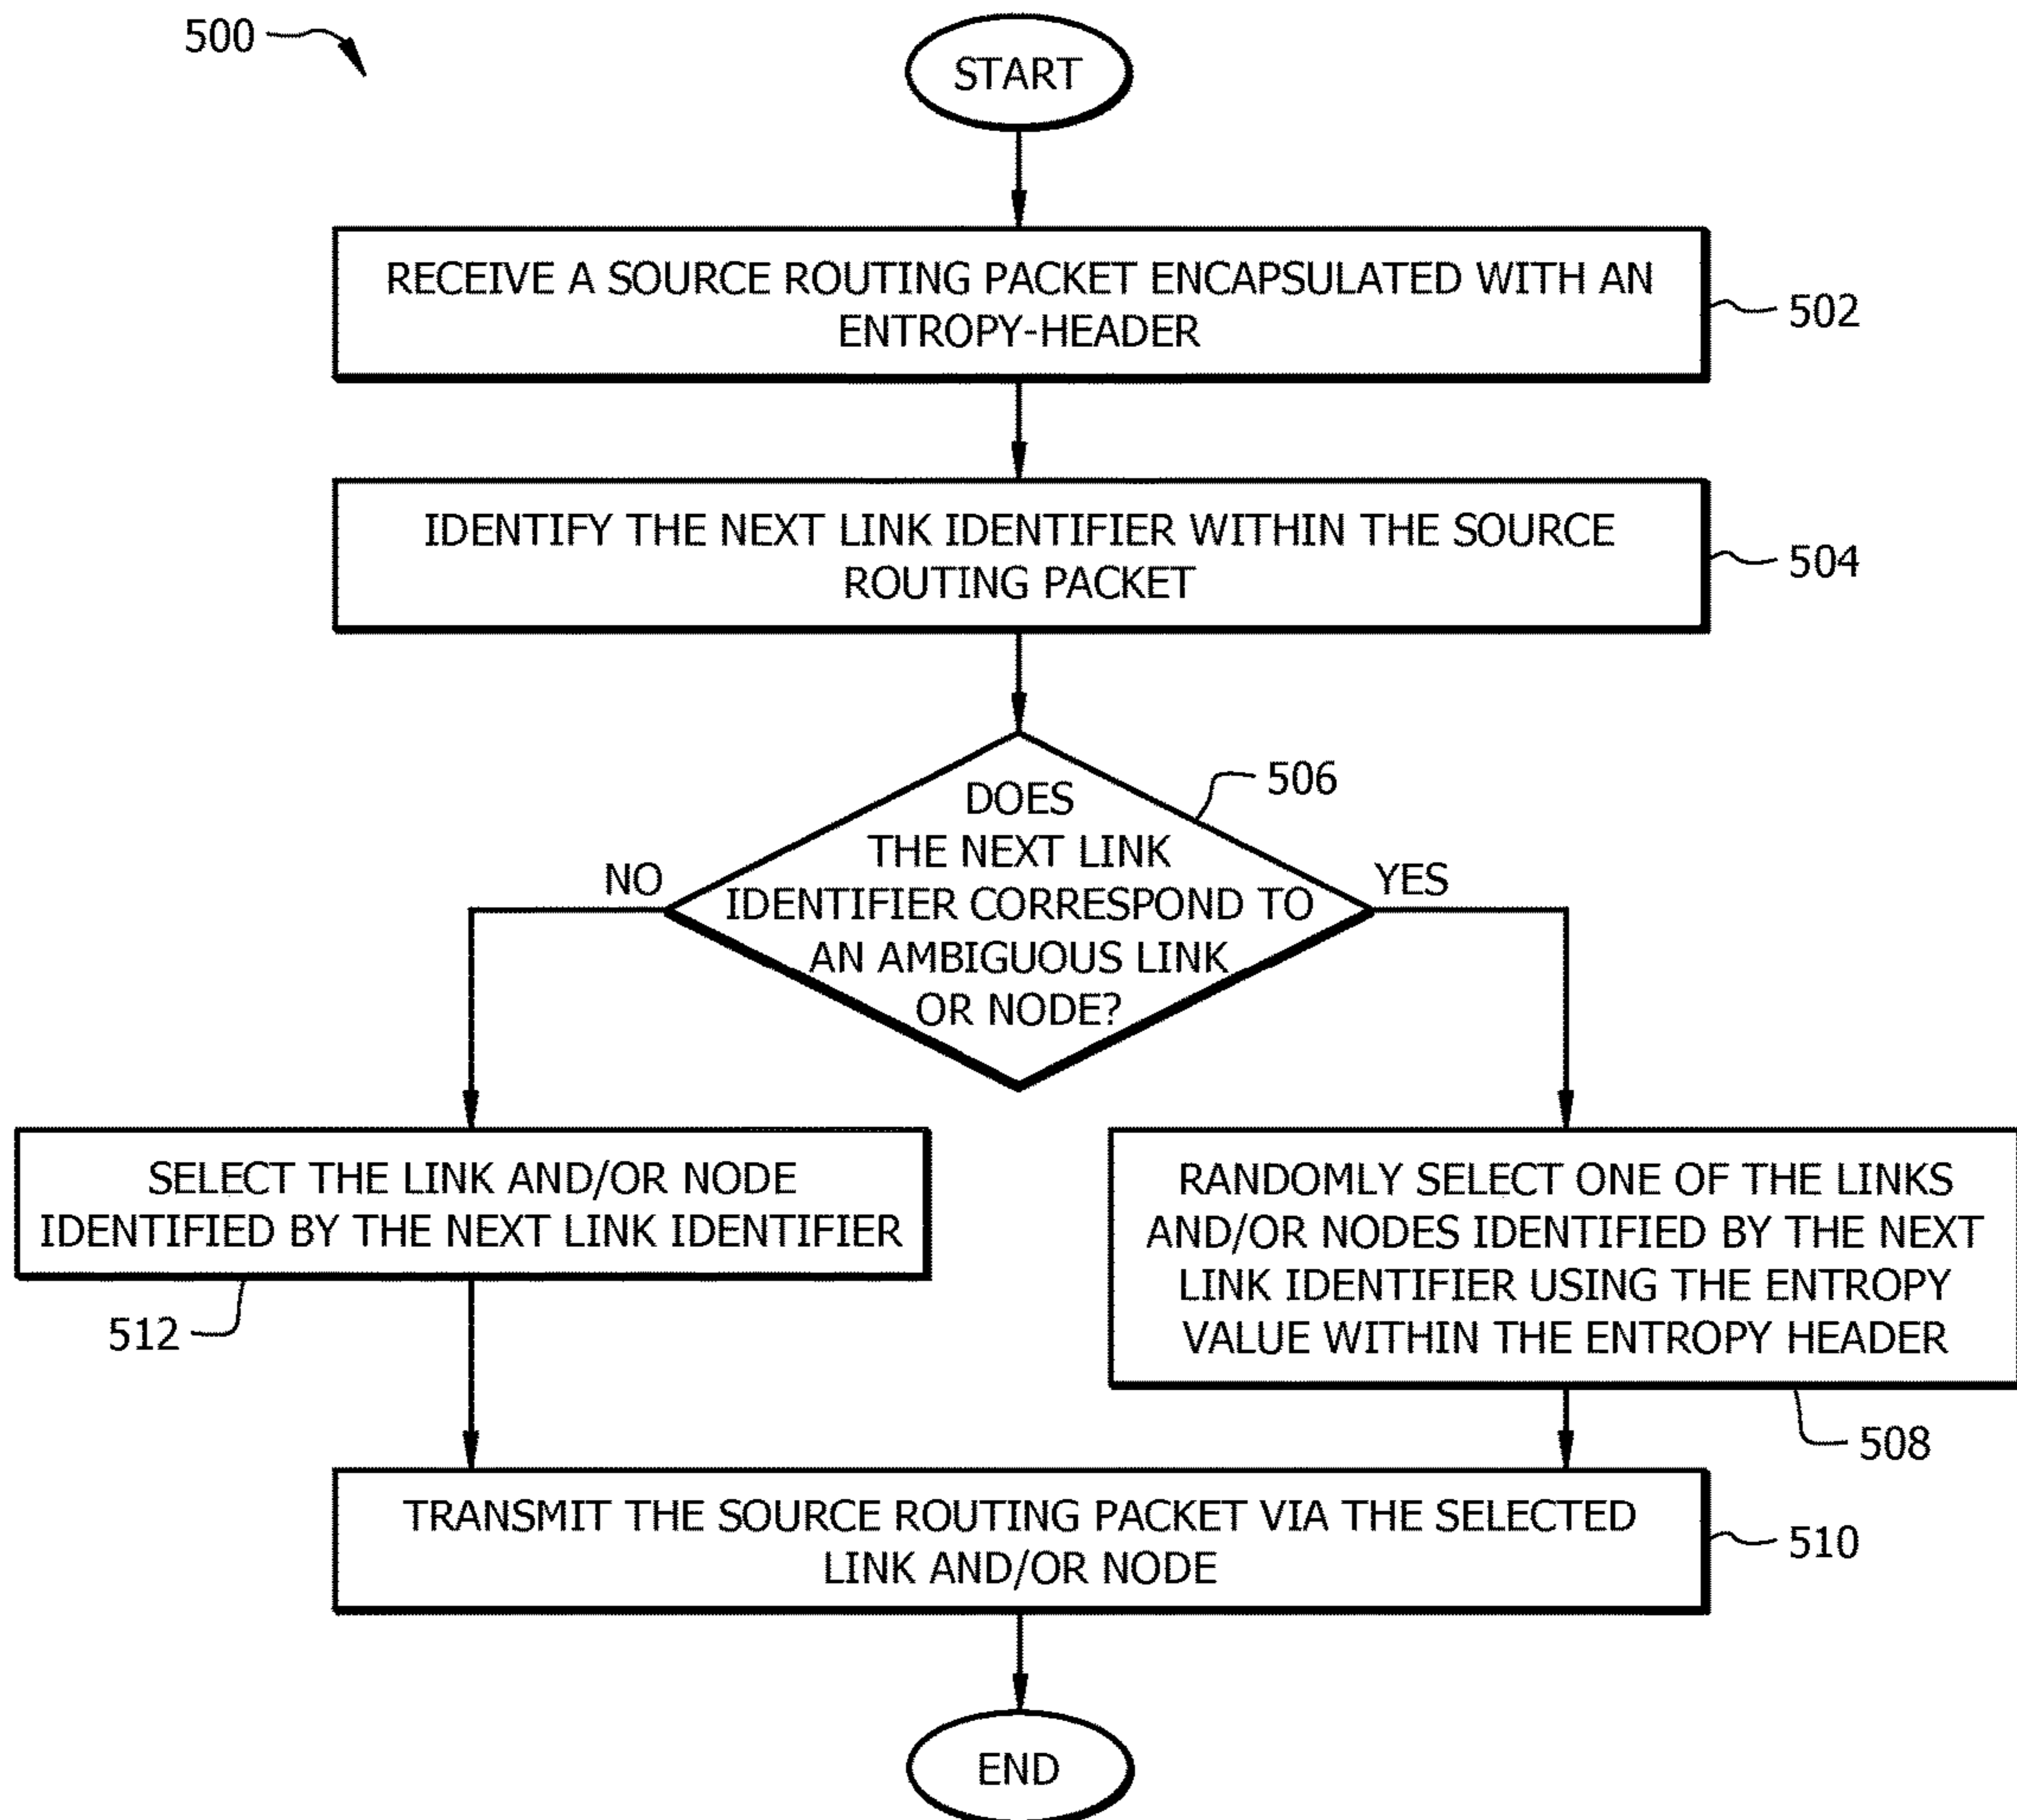 500
START
RECEIVE A SOURCE ROUTING PACKET ENCAPSULATED WITH AN
ENTROPY-HEADER
502
IDENTIFY THE NEXT LINK IDENTIFIER WITHIN THE SOURCE
ROUTING PACKET
504
DOES
THE NEXT LINK
IDENTIFIER CORRESPOND TO
AN AMBIGUOUS LINK
OR NODE?
506
NO
YES
SELECT THE LINK AND/OR NODE
IDENTIFIED BY THE NEXT LINK IDENTIFIER
512
RANDOMLY SELECT ONE OF THE LINKS
AND/OR NODES IDENTIFIED BY THE NEXT
LINK IDENTIFIER USING THE ENTROPY
VALUE WITHIN THE ENTROPY HEADER
508
TRANSMIT THE SOURCE ROUTING PACKET VIA THE SELECTED
LINK AND/OR NODE
510
END